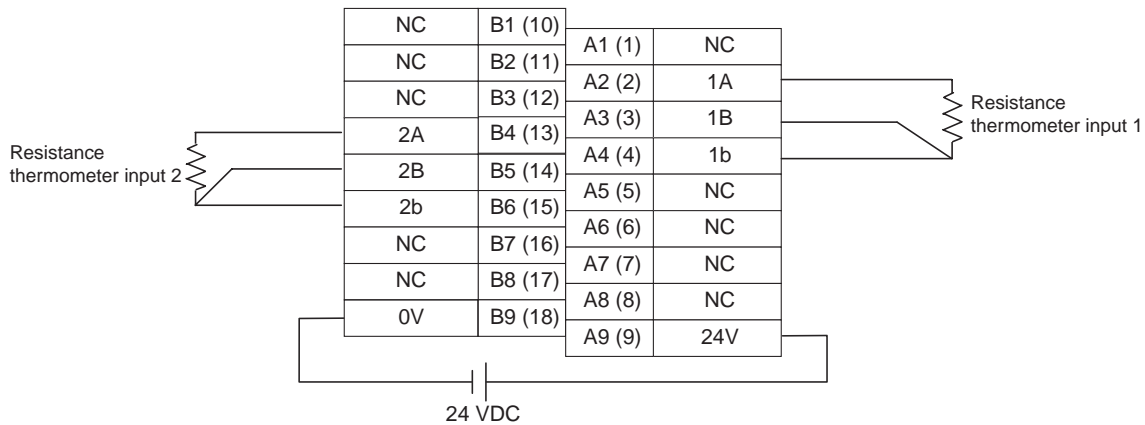 NC B1 (10)
NC B2 (11)
NC B3 (12)
2A B4 (13)
2B B5 (14)
2b B6 (15)
NC B7 (16)
NC B8 (17)
0V B9 (18)
A1 (1) NC
A2 (2) 1A
A3 (3) 1B
A4 (4) 1b
A5 (5) NC
A6 (6) NC
A7 (7) NC
A8 (8) NC
A9 (9) 24V
Resistance
thermometer input 1
Resistance
thermometer input 2
24 VDC